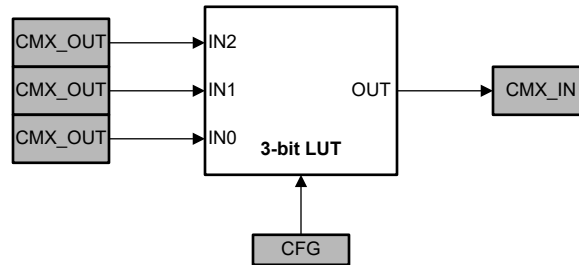 CMX_OUT IN2
CMX_OUT IN1 OUT CMX_IN
CMX_OUT IN0
3-bit LUT
CFG